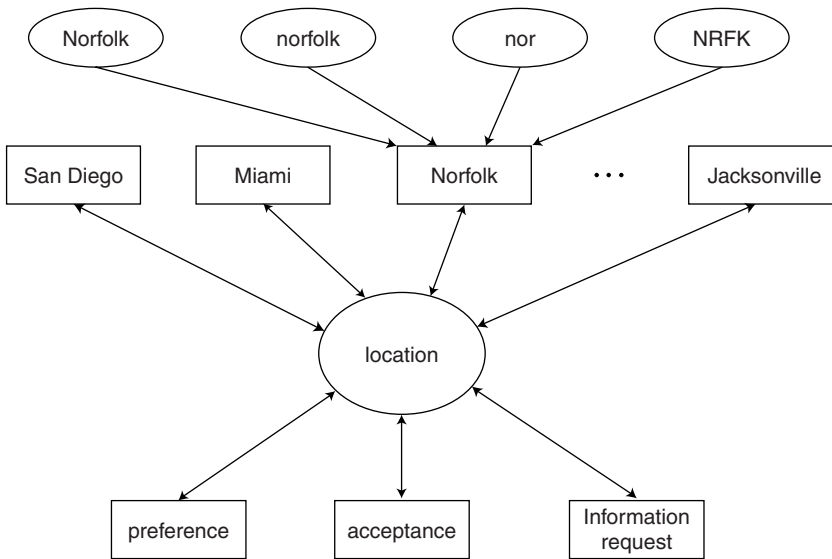 Norfolk
norfolk
nor
NRFK
San Diego
Miami
Norfolk
...
Jacksonville
location
preference
acceptance
Information
request